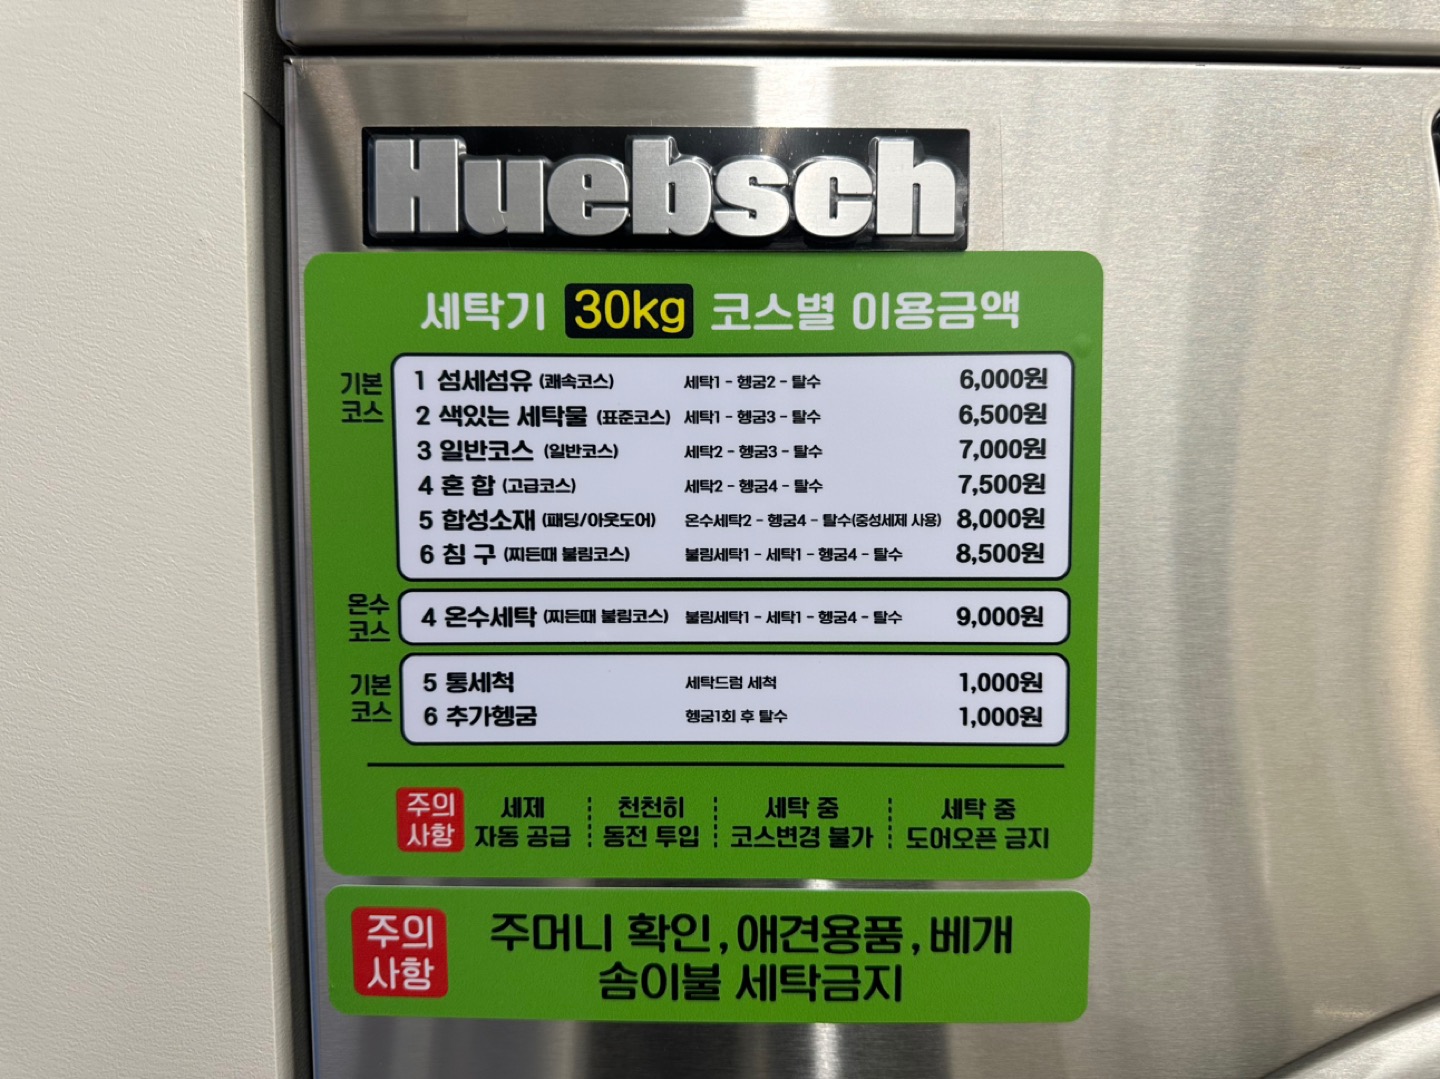 Huebsch
세탁기 30kg 코스별 이용금액
기본
코스
1 섬세섬유 (쾌속코스) 세탁1 - 헹굼2 - 탈수 6,000원
2 색있는 세탁물 (표준코스) 세탁1 - 헹굼3 - 탈수 6,500원
3 일반코스 (일반코스) 세탁2 - 헹굼3 - 탈수 7,000원
4 혼 합 (고급코스) 세탁2 - 헹굼4 - 탈수 7,500원
5 합성소재 (패딩/아웃도어) 온수세탁2 - 헹굼4 - 탈수(중성세제 사용) 8,000원
6 침 구 (찌든때 불림코스) 불림세탁1 - 세탁1 - 헹굼4 - 탈수 8,500원
온수
코스
4 온수세탁 (찌든때 불림코스) 불림세탁1 - 세탁1 - 헹굼4 - 탈수 9,000원
기본
코스
5 통세척 세탁드럼 세척 1,000원
6 추가헹굼 헹굼1회 후 탈수 1,000원
주의
사항
세제
자동 공급
천천히
동전 투입
세탁 중
코스변경 불가
세탁 중
도어오픈 금지
주의
사항
주머니 확인, 애견용품, 베개
솜이불 세탁금지